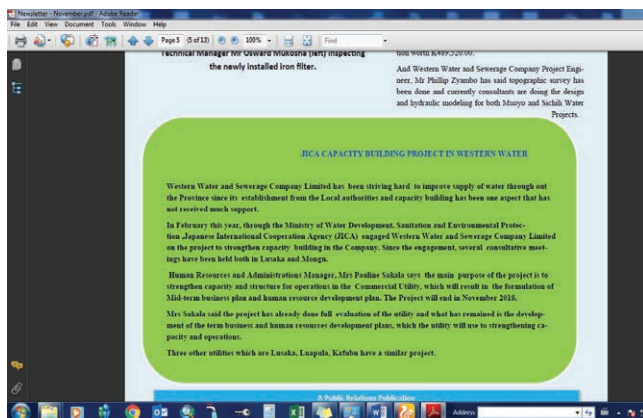 Newsletter - November.pdf - Adobe Reader
File Edit View Document Tools Window Help
Page 5 (5 of 13) 100% Find
Technical Manager Mr Osward Mukosha (left) inspecting
the newly installed Iron filter.
tion worth K489,520.00.
And Western Water and Sewerage Company Project Engi-
neer, Mr Phillip Zyambo has said topographic survey has
been done and currently consultants are doing the design
and hydraulic modeling for both Muoyo and Sichili Water
Projects.
JICA CAPACITY BUILDING PROJECT IN WESTERN WATER
Western Water and Sewerage Company Limited has been striving hard to improve supply of water through out
the Province since its establishment from the Local authorities and capacity building has been one aspect that has
not received much support.
In February this year, through the Ministry of Water Development, Sanitation and Environmental Protec-
tion ,Japanese International Cooperation Agency (JICA) engaged Western Water and Sewerage Company Limited
on the project to strengthen capacity building in the Company. Since the engagement, several consultative meet-
ings have been held both in Lusaka and Mongu.
Human Resources and Administrations Manager, Mrs Pauline Sakala says the main purpose of the project is to
strengthen capacity and structure for operations in the Commercial Utility, which will result in the formulation of
Mid-term business plan and human resource development plan. The Project will end in November 2018.
Mrs Sakala said the project has already done full evaluation of the utility and what has remained is the develop-
ment of the term business and human resources development plans, which the utility will use to strengthening ca-
pacity and operations.
Three other utilities which are Lusaka, Luapula, Kafubu have a similar project.
A Public Relations Publication
Address